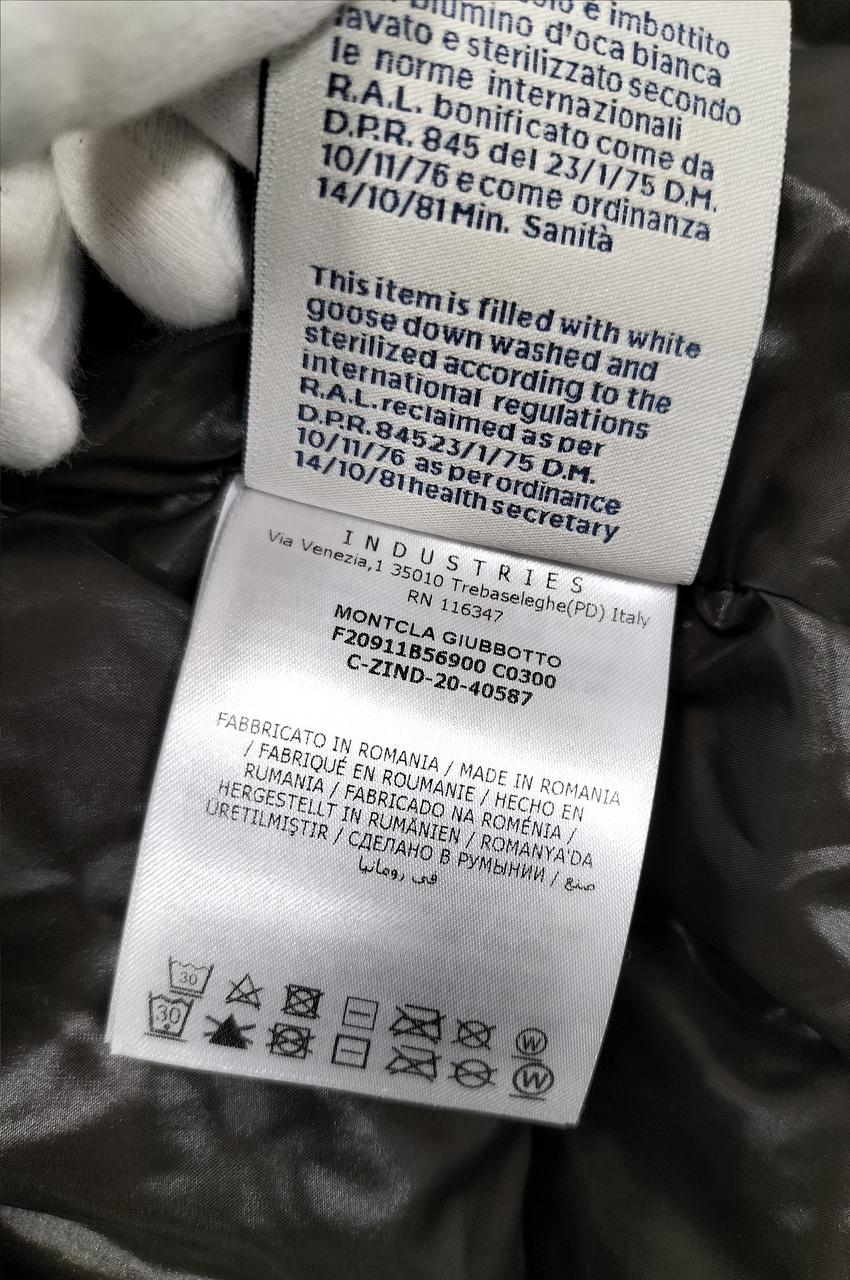 è imbottito
piumino d'oca bianca
lavato e sterilizzato secondo
le norme internazionali
R.A.L. bonificato come da
D.P.R. 845 del 23/1/75 D.M.
10/11/76 e come ordinanza
14/10/81 Min. Sanità
This item is filled with white
goose down washed and
sterilized according to the
international regulations
R.A.L. reclaimed as per
D.P.R. 84523/1/75 D.M.
10/11/76 as per ordinance
14/10/81 health secretary
INDUSTRIES
Via Venezia,1 35010 Trebaseleghe(PD) Italy
RN 116347
MONTCLA GIUBBOTTO
F20911B56900 C0300
C-ZIND-20-40587
FABBRICATO IN ROMANIA / MADE IN ROMANIA
/ FABRIQUÉ EN ROUMANIE / HECHO EN
RUMANIA / FABRICADO NA ROMÉNIA /
HERGESTELLT IN RUMÄNIEN / ROMANYA'DA
ÜRETILMIŞTIR / СДЕЛАНО В РУМЫНИИ / صنع
في رومانيا
30 W
30 W